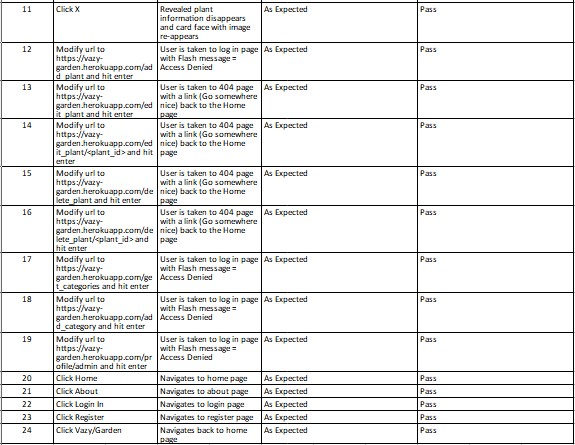 11 Click X Revealed plant As Expected Pass
information disappears
and card face with image
re-appears
12 Modify url to User is taken to log in page As Expected Pass
https://vazy- with Flash message =
garden.herokuapp.com/ad Access Denied
d_plant and hit enter
13 Modify url to User is taken to 404 page As Expected Pass
https://vazy- with a link (Go somewhere
garden.herokuapp.com/ed nice) back to the Home
it_plant and hit enter page
14 Modify url to User is taken to 404 page As Expected Pass
https://vazy- with a link (Go somewhere
garden.herokuapp.com/ed nice) back to the Home
it_plant/<plant_id> and hit page
enter
15 Modify url to User is taken to 404 page As Expected Pass
https://vazy- with a link (Go somewhere
garden.herokuapp.com/de nice) back to the Home
lete_plant and hit enter page
16 Modify url to User is taken to 404 page As Expected Pass
https://vazy- with a link (Go somewhere
garden.herokuapp.com/de nice) back to the Home
lete_plant/<plant_id> and page
hit enter
17 Modify url to User is taken to log in page As Expected Pass
https://vazy- with Flash message =
garden.herokuapp.com/ge Access Denied
t_categories and hit enter
18 Modify url to User is taken to log in page As Expected Pass
https://vazy- with Flash message =
garden.herokuapp.com/ad Access Denied
d_category and hit enter
19 Modify url to User is taken to log in page As Expected Pass
https://vazy- with Flash message =
garden.herokuapp.com/pr Access Denied
ofile/admin and hit enter
20 Click Home Navigates to home page As Expected Pass
21 Click About Navigates to about page As Expected Pass
22 Click Login In Navigates to login page As Expected Pass
23 Click Register Navigates to register page As Expected Pass
24 Click Vazy/Garden Navigates back to home As Expected Pass
page